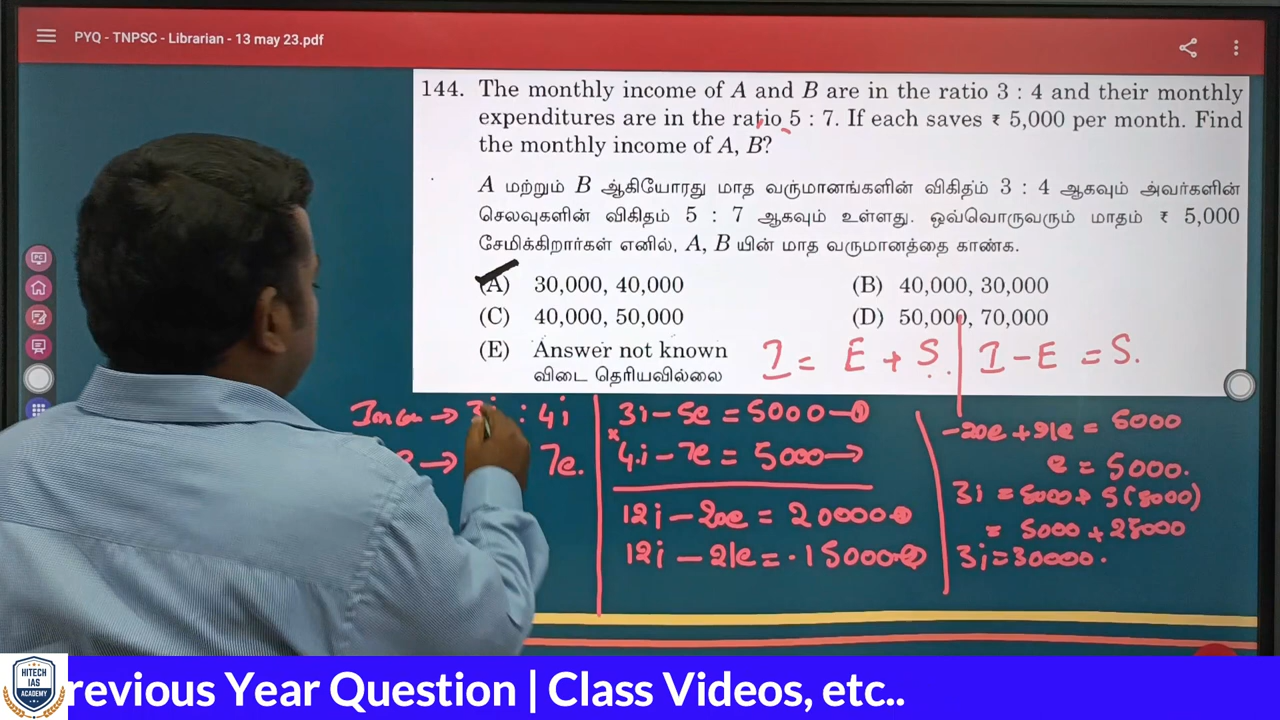 PYQ - TNPSC - Librarian - 13 may 23.pdf
144. The monthly income of A and B are in the ratio 3 : 4 and their monthly
expenditures are in the ratio 5 : 7. If each saves ₹ 5,000 per month. Find
the monthly income of A, B?
A மற்றும் B ஆகியோரது மாத வருமானங்களின் விகிதம் 3 : 4 ஆகவும் அவர்களின்
செலவுகளின் விகிதம் 5 : 7 ஆகவும் உள்ளது. ஒவ்வொருவரும் மாதம் ₹ 5,000
சேமிக்கிறார்கள் எனில், A, B யின் மாத வருமானத்தை காண்க.
(A) 30,000, 40,000
(B) 40,000, 30,000
(C) 40,000, 50,000
(D) 50,000, 70,000
(E) Answer not known
விடை தெரியவில்லை
I = E + S
I - E = S.
→ 3i : 4i
→ 7e.
3i - 5e = 5000 → ①
4i - 7e = 5000 →
12i - 20e = 20000
12i - 21e = 15000
-20e + 21e = 5000
e = 5000.
3i = 5000 + 5(5000)
= 5000 + 25000
3i = 30000.
HITECH
IAS
ACADEMY
revious Year Question | Class Videos, etc..